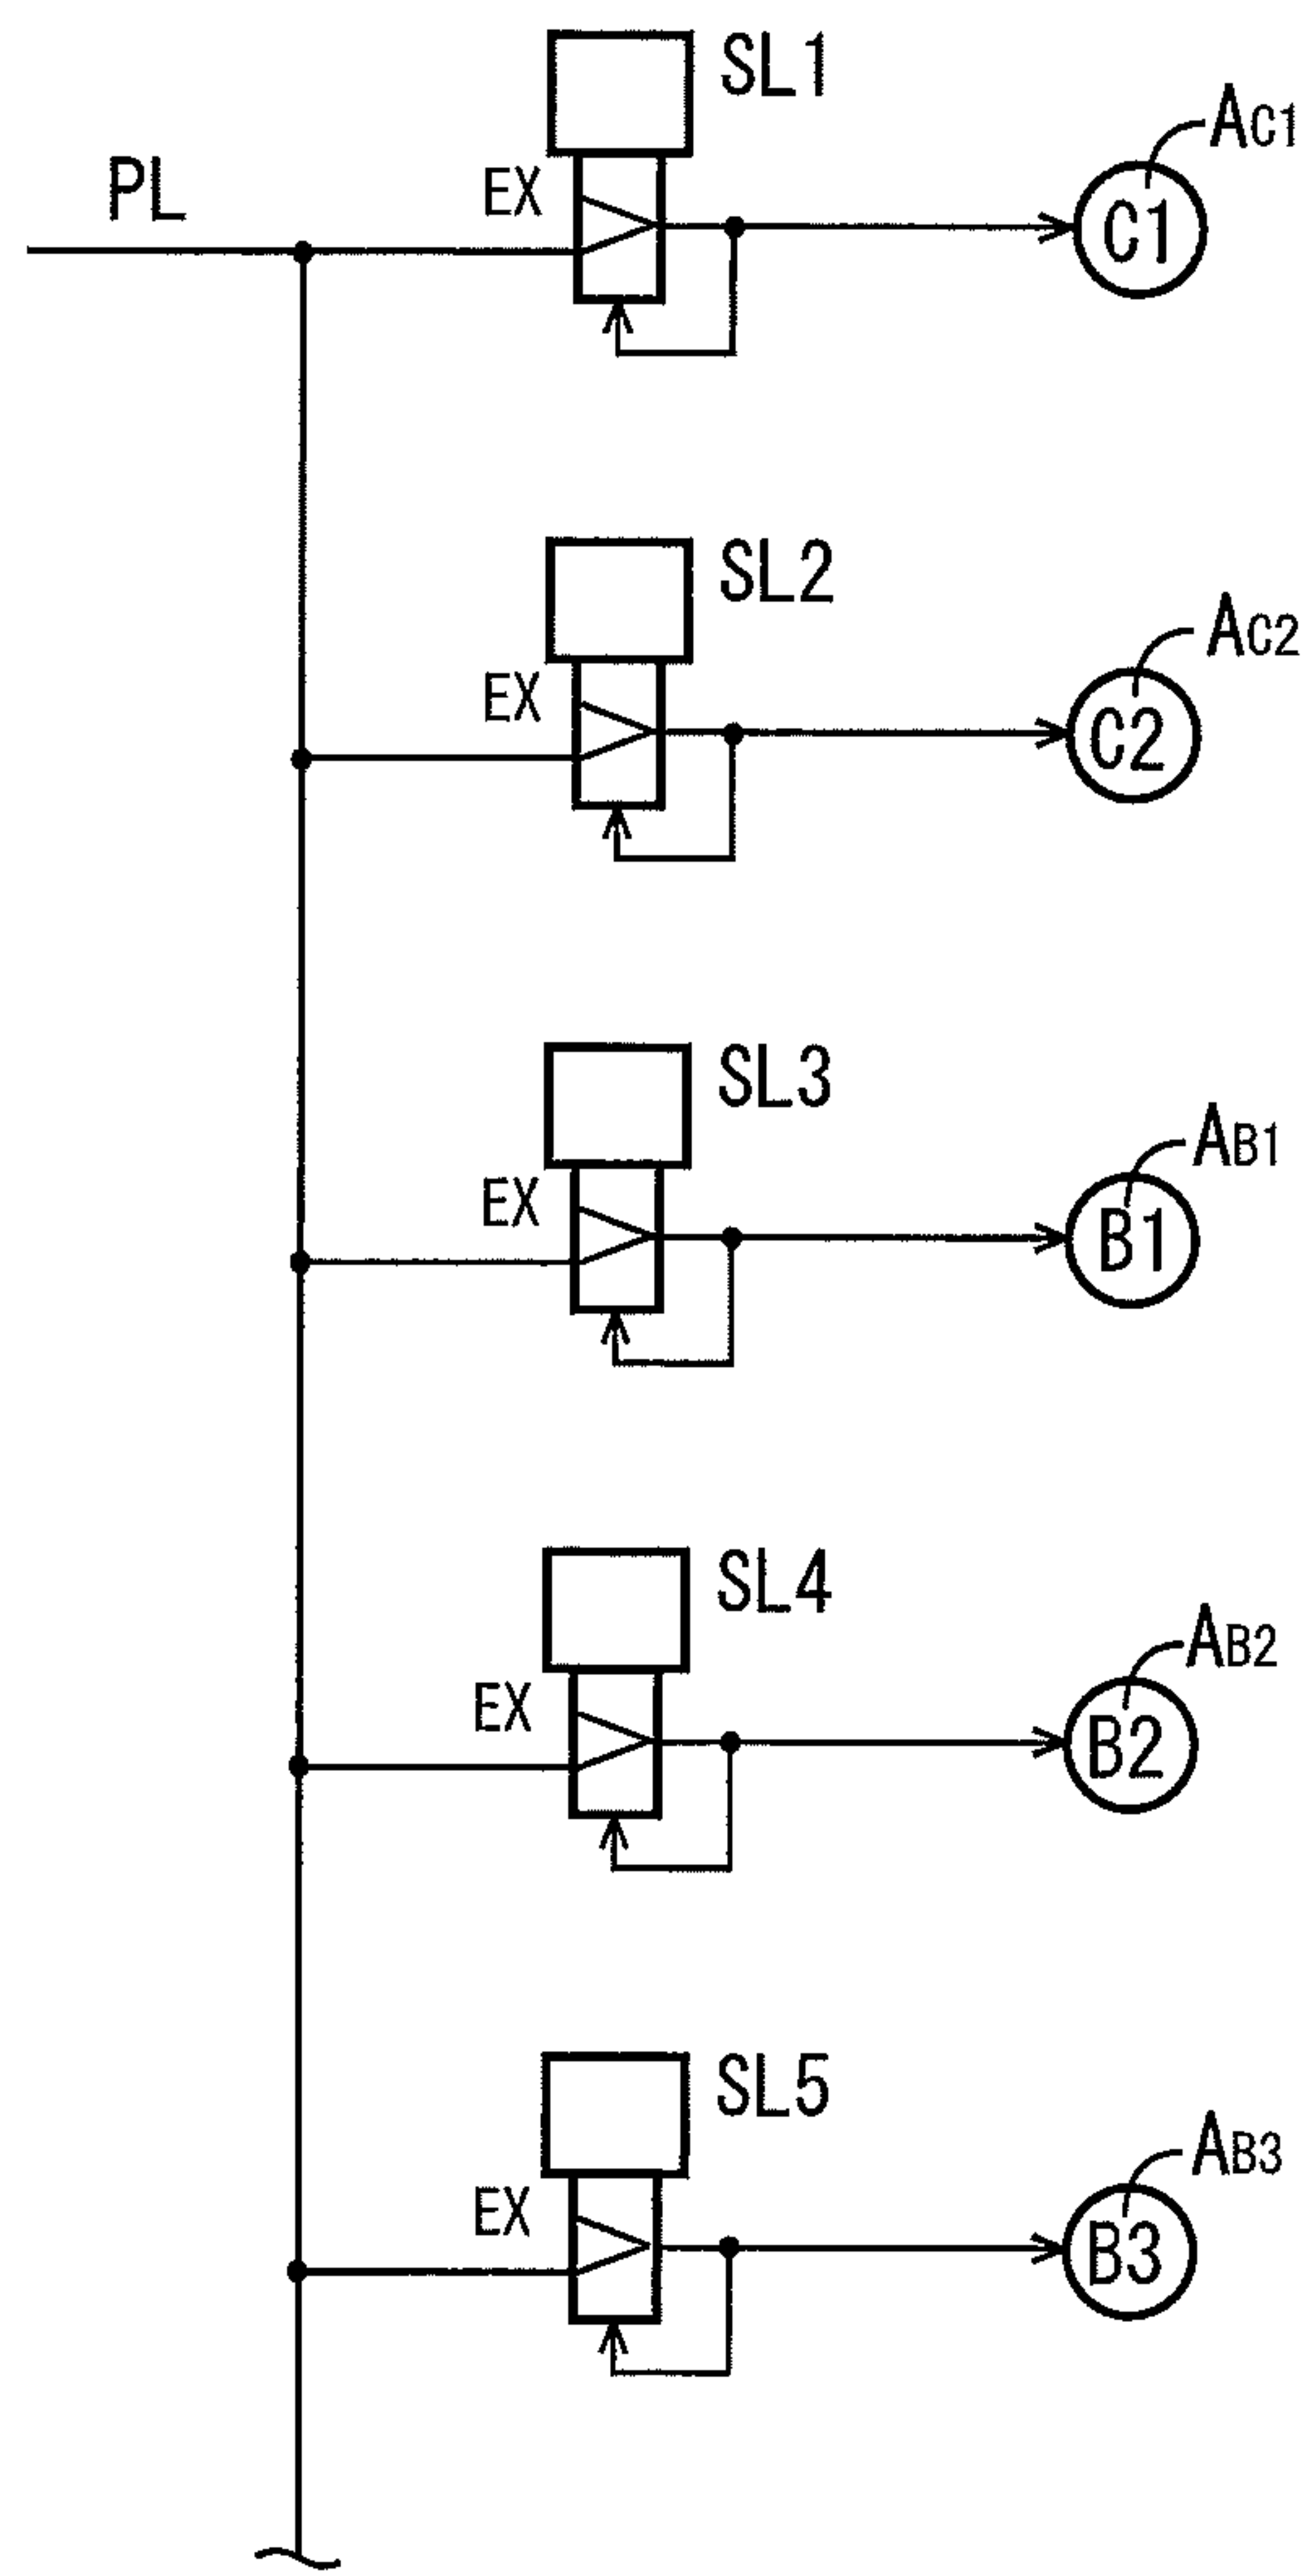 SL1
AC1
PL
EX
C1
SL2
AC2
EX
C2
SL3
AB1
EX
B1
SL4
AB2
EX
B2
SL5
AB3
EX
B3